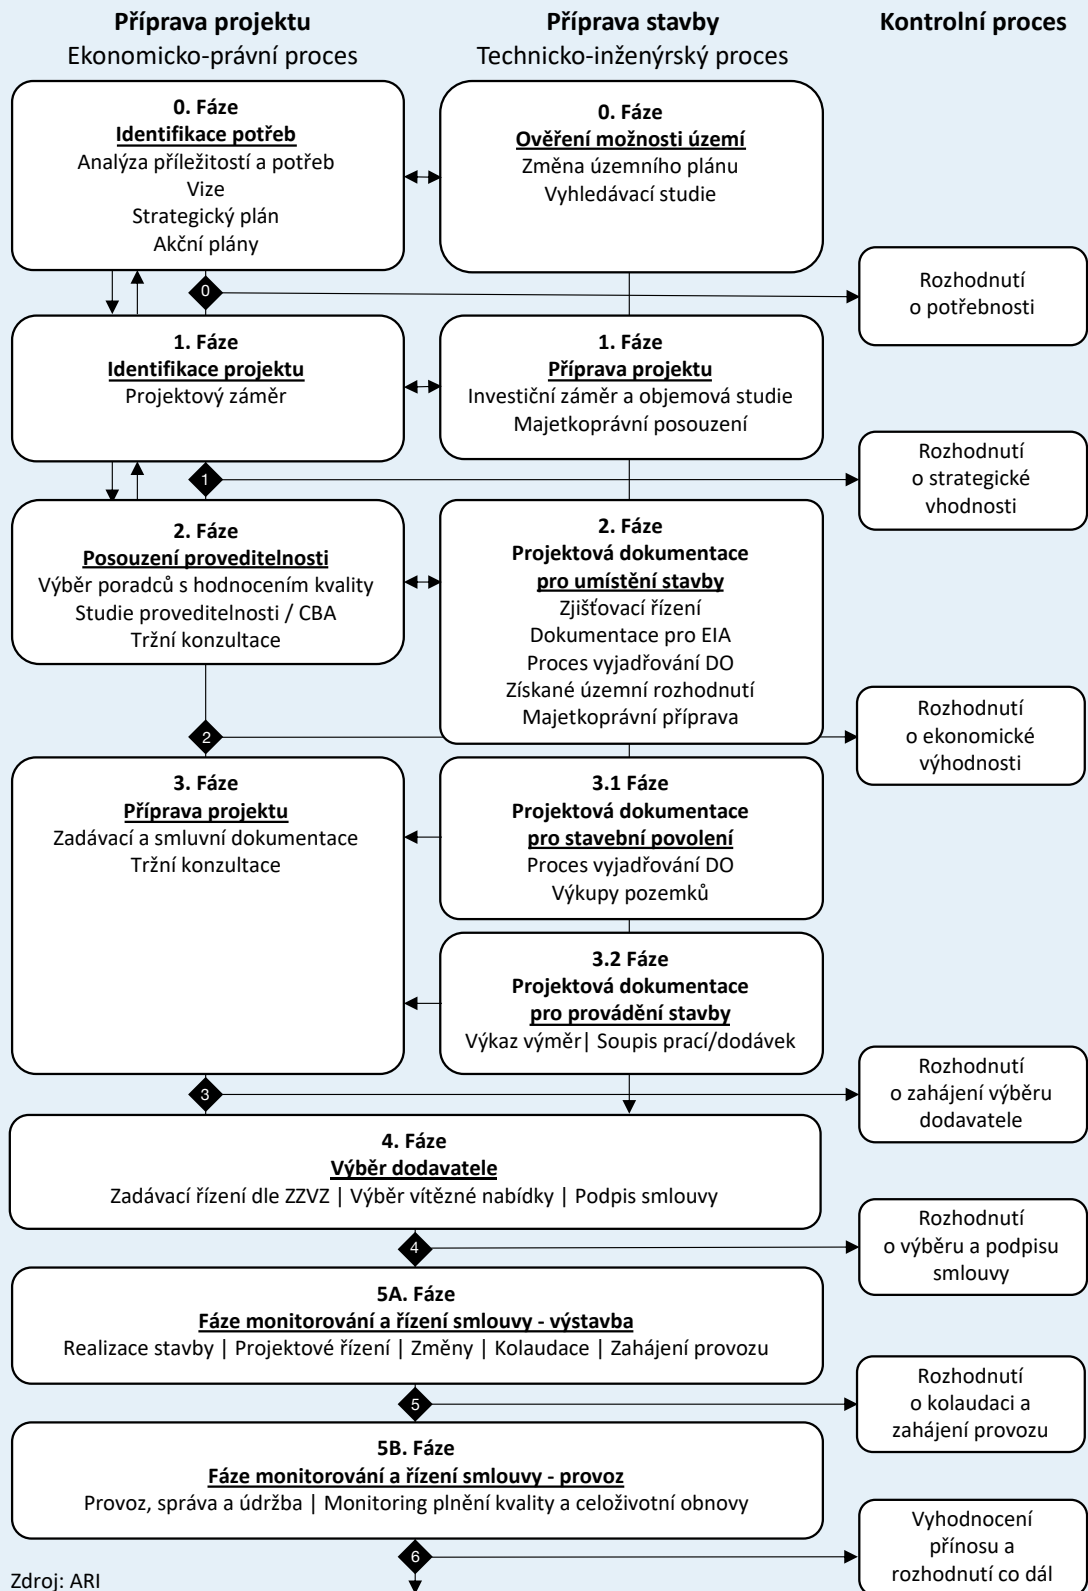 Příprava projektu
Ekonomicko-právní proces
Příprava stavby
Technicko-inženýrský proces
Kontrolní proces
0. Fáze
Identifikace potřeb
Analýza příležitostí a potřeb
Vize
Strategický plán
Akční plány
0. Fáze
Ověření možnosti území
Změna územního plánu
Vyhledávací studie
0
Rozhodnutí
o potřebnosti
1. Fáze
Identifikace projektu
Projektový záměr
1. Fáze
Příprava projektu
Investiční záměr a objemová studie
Majetkoprávní posouzení
1
Rozhodnutí
o strategické
vhodnosti
2. Fáze
Posouzení proveditelnosti
Výběr poradců s hodnocením kvality
Studie proveditelnosti / CBA
Tržní konzultace
2. Fáze
Projektová dokumentace
pro umístění stavby
Zjišťovací řízení
Dokumentace pro EIA
Proces vyjadřování DO
Získané územní rozhodnutí
Majetkoprávní příprava
2
Rozhodnutí
o ekonomické
výhodnosti
3. Fáze
Příprava projektu
Zadávací a smluvní dokumentace
Tržní konzultace
3.1 Fáze
Projektová dokumentace
pro stavební povolení
Proces vyjadřování DO
Výkupy pozemků
3.2 Fáze
Projektová dokumentace
pro provádění stavby
Výkaz výměr| Soupis prací/dodávek
3
Rozhodnutí
o zahájení výběru
dodavatele
4. Fáze
Výběr dodavatele
Zadávací řízení dle ZZVZ | Výběr vítězné nabídky | Podpis smlouvy
4
Rozhodnutí
o výběru a podpisu
smlouvy
5A. Fáze
Fáze monitorování a řízení smlouvy - výstavba
Realizace stavby | Projektové řízení | Změny | Kolaudace | Zahájení provozu
5
Rozhodnutí
o kolaudaci a
zahájení provozu
5B. Fáze
Fáze monitorování a řízení smlouvy - provoz
Provoz, správa a údržba | Monitoring plnění kvality a celoživotní obnovy
6
Vyhodnocení
přínosu a
rozhodnutí co dál
Zdroj: ARI